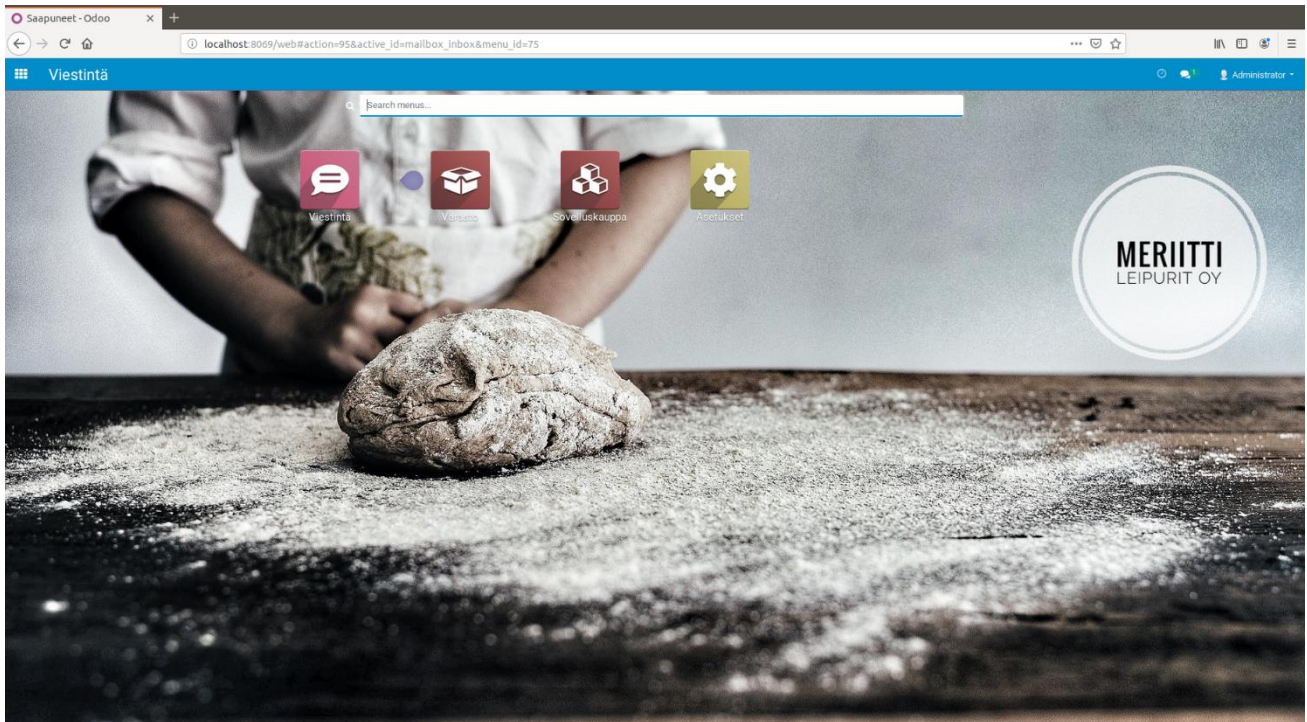 Saapuneet - Odoo
localhost:8069/web#action=95&active_id=mailbox_inbox&menu_id=75
Viestintä
1
Administrator
Search menus...
Viestintä
Varasto
Sovelluskauppa
Asetukset
MERIITTI
LEIPURIT OY